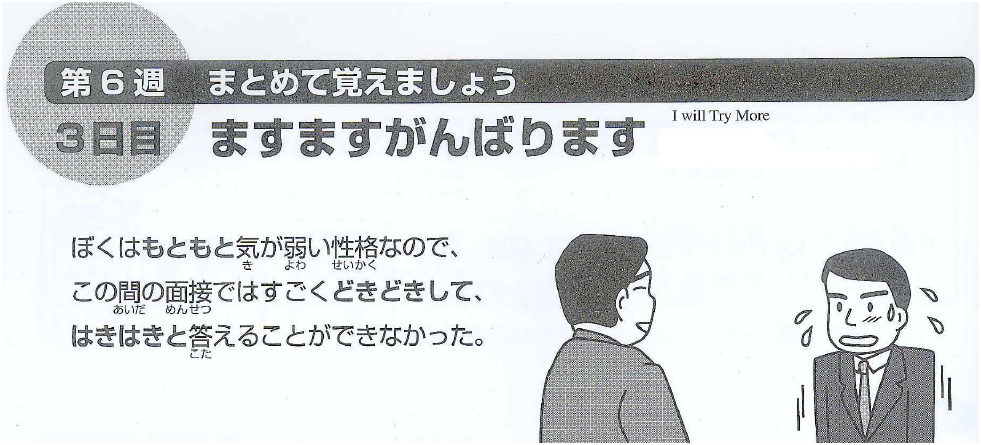 第6週 まとめて覚えましょう
3日目 ますますがんばります
I will Try More
ぼくはもともと気が弱い性格なので、
き よわ せいかく
この間の面接ではすごくどきどきして、
あいだ めんせつ
はきはきと答えることができなかった。
こた